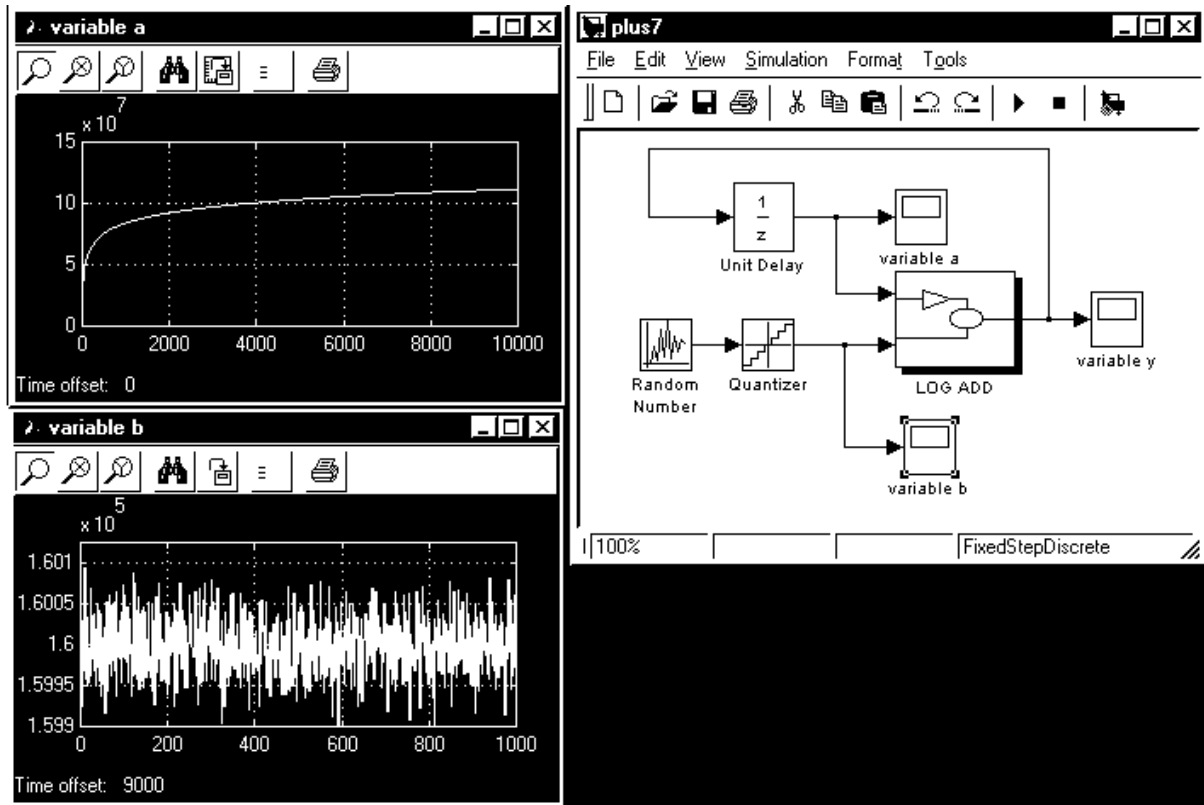 variable a
7
x 10
15
10
5
0
0 2000 4000 6000 8000 10000
Time offset: 0
variable b
5
x 10
1.601
1.6005
1.6
1.5995
1.599
0 200 400 600 800 1000
Time offset: 9000
plus7
File Edit View Simulation Format Tools
1
z
Unit Delay
variable a
variable y
Random
Number
Quantizer
LOG ADD
variable b
100% FixedStepDiscrete